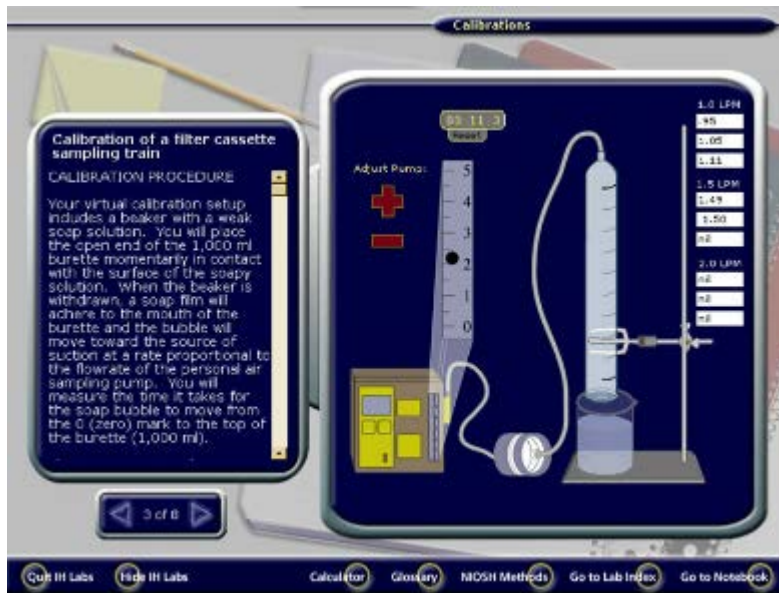 Calibrations
Calibration of a filter cassette
sampling train
CALIBRATION PROCEDURE
Your virtual calibration setup
includes a beaker with a weak
soap solution. You will place
the open end of the 1,000 ml
burette momentarily in contact
with the surface of the soapy
solution. When the beaker is
withdrawn, a soap film will
adhere to the mouth of the
burette and the bubble will
move toward the source of
suction at a rate proportional to
the flowrate of the personal air
sampling pump. You will
measure the time it takes for
the soap bubble to move from
the 0 (zero) mark to the top of
the burette (1,000 ml).
3 of 8
03 11 3
Reset
Adjust Pump:
5
4
3
2
1
0
1.0 LPM
.95
1.05
1.11
1.5 LPM
1.49
1.50
nil
2.0 LPM
nil
nil
nil
Quit IH Labs
Hide IH Labs
Calculator
Glossary
NIOSH Methods
Go to Lab Index
Go to Notebook